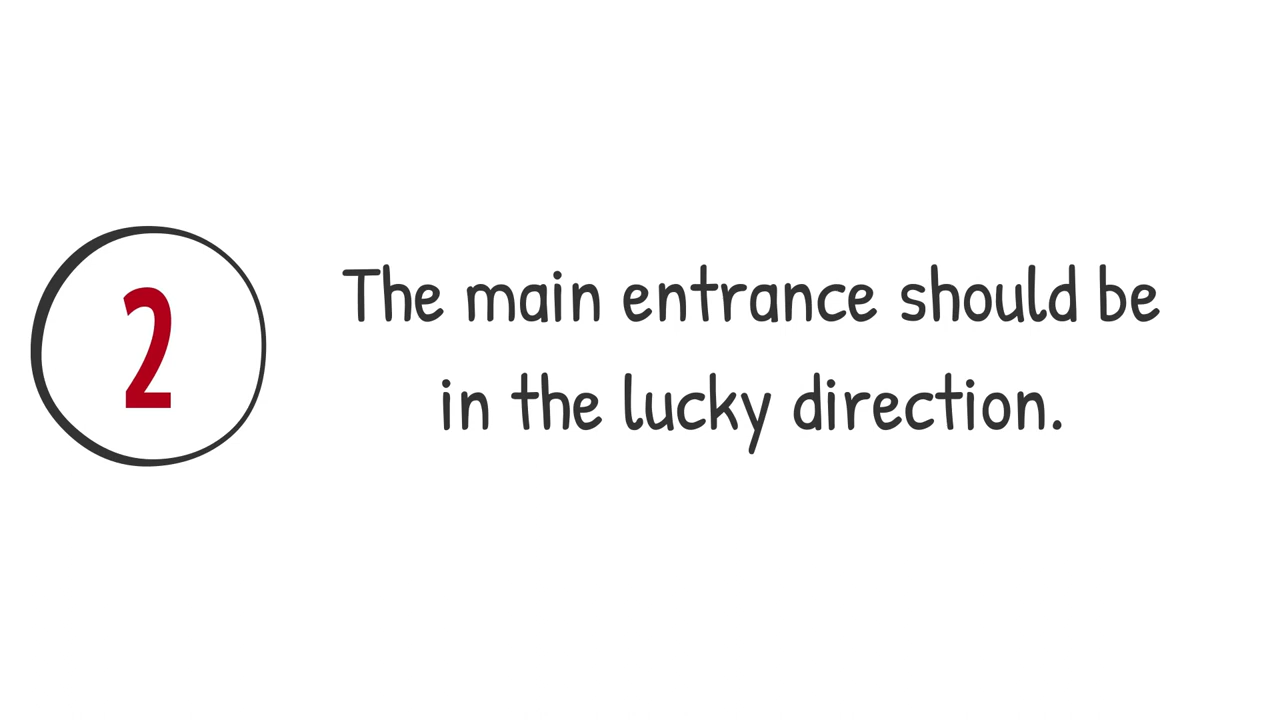 2
The main entrance should be
in the lucky direction.